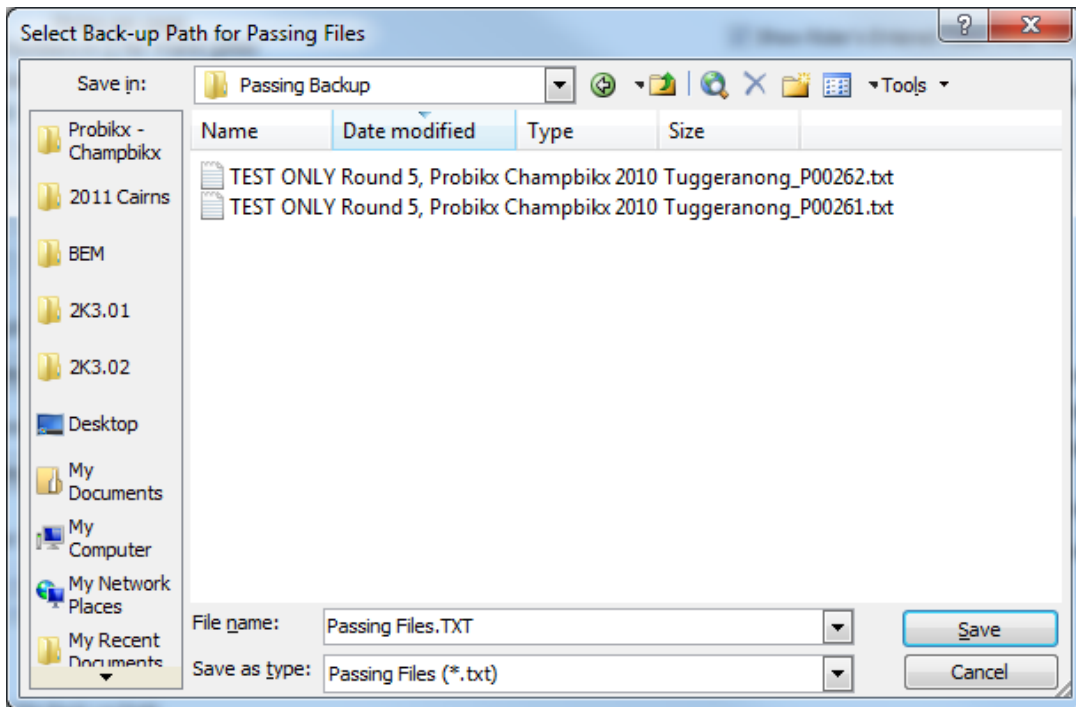 Select Back-up Path for Passing Files
Save in:
Passing Backup
Tools
Probikx -
Champbikx
2011 Cairns
BEM
2K3.01
2K3.02
Desktop
My
Documents
My
Computer
My Network
Places
My Recent
Documents
Name Date modified Type Size
TEST ONLY Round 5, Probikx Champbikx 2010 Tuggeranong_P00262.txt
TEST ONLY Round 5, Probikx Champbikx 2010 Tuggeranong_P00261.txt
File name: Passing Files.TXT
Save
Save as type: Passing Files (*.txt)
Cancel